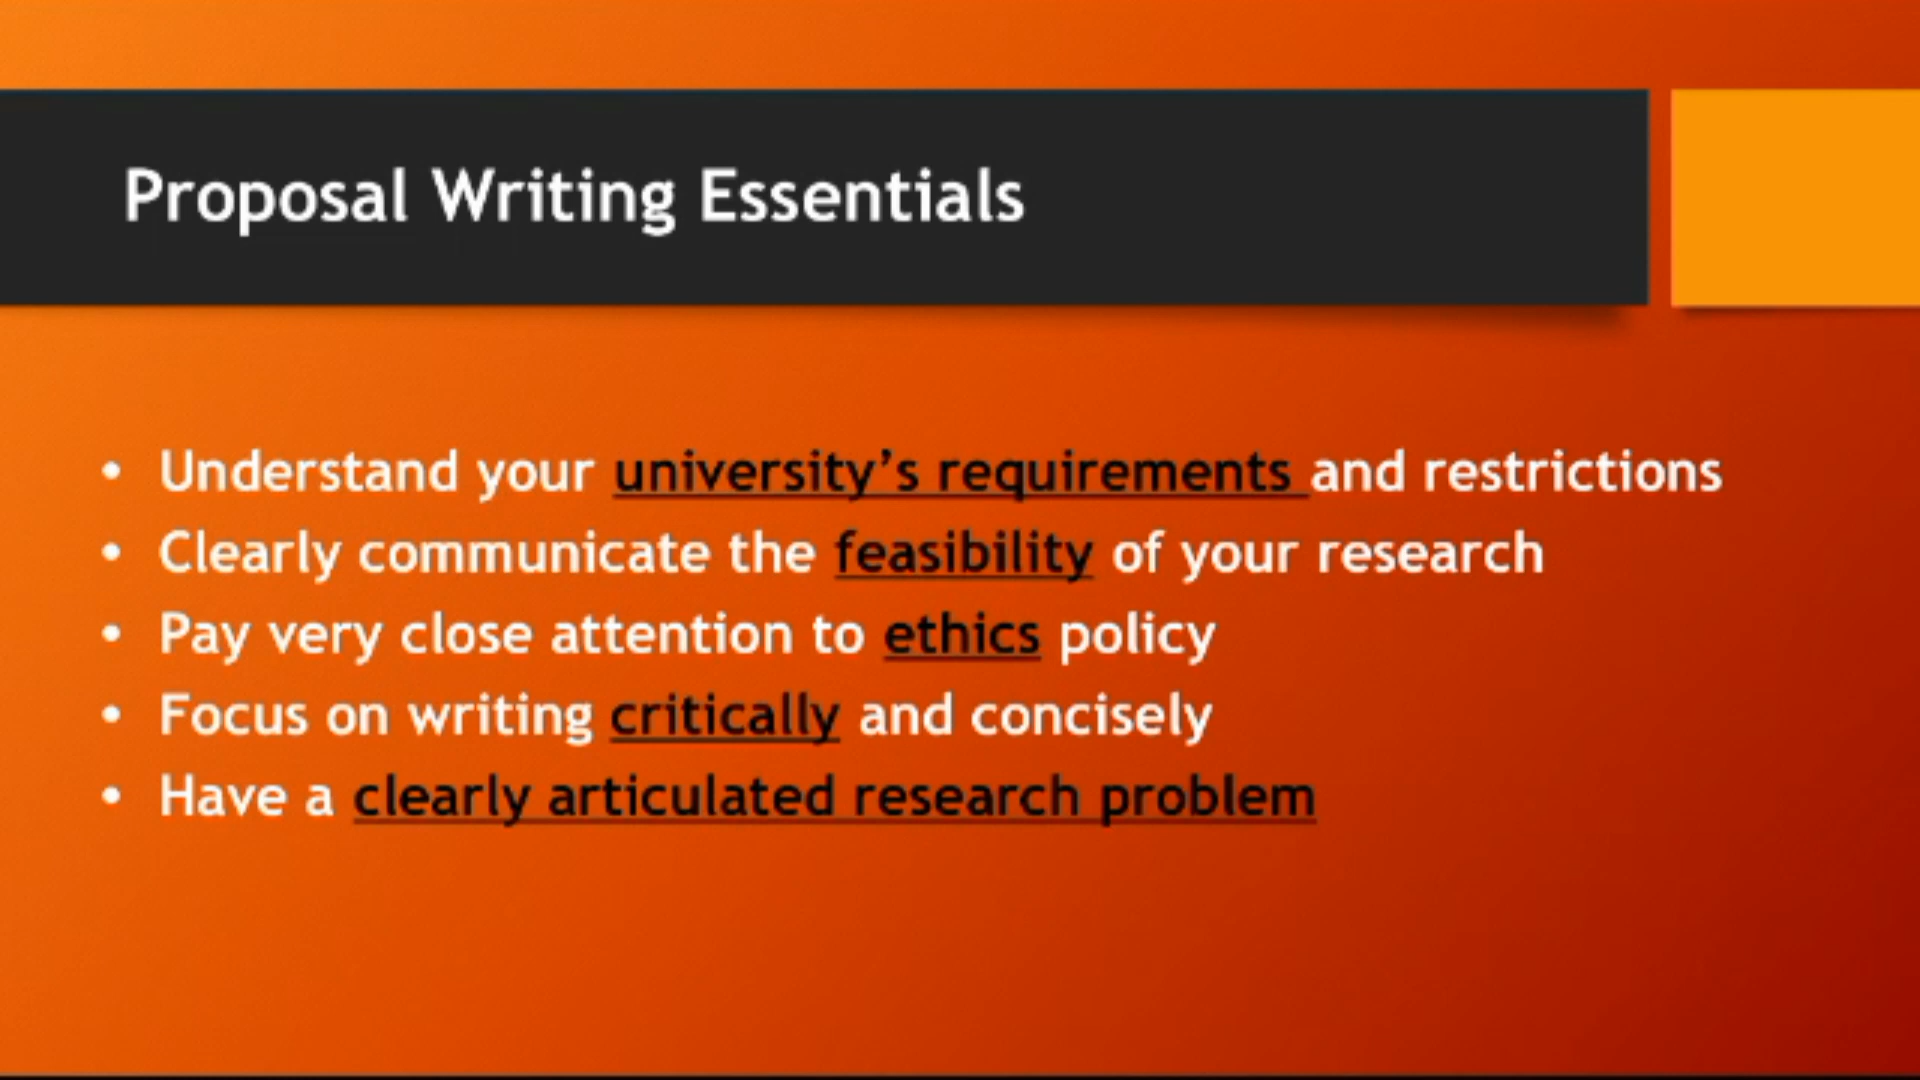 Proposal Writing Essentials
• Understand your university’s requirements and restrictions
• Clearly communicate the feasibility of your research
• Pay very close attention to ethics policy
• Focus on writing critically and concisely
• Have a clearly articulated research problem